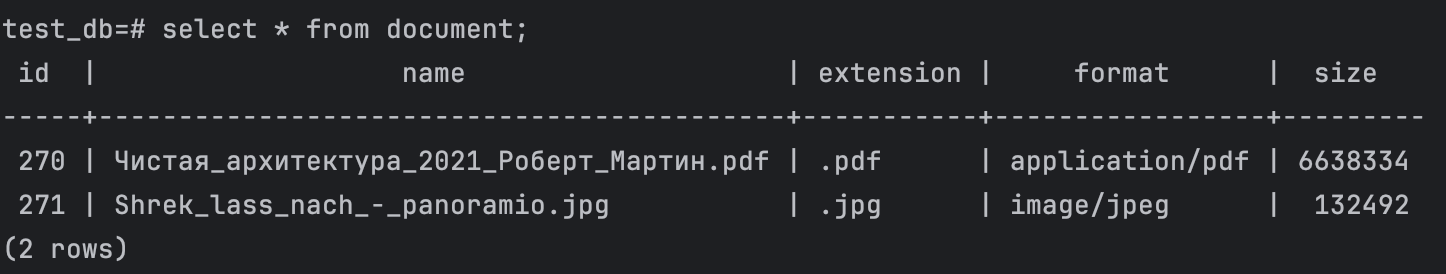 test_db=# select * from document;
 id  |                   name                    | extension |     format      |  size
-----+-------------------------------------------+-----------+-----------------+---------
 270 | Чистая_архитектура_2021_Роберт_Мартин.pdf | .pdf      | application/pdf | 6638334
 271 | Shrek_lass_nach_-_panoramio.jpg           | .jpg      | image/jpeg      |  132492
(2 rows)